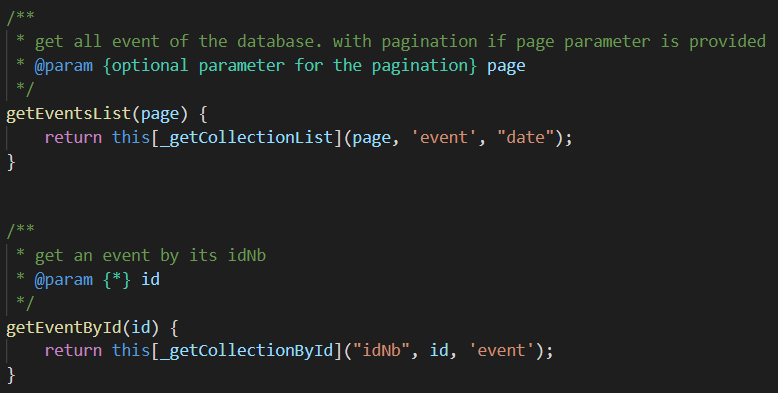 /**
 * get all event of the database. with pagination if page parameter is provided
 * @param {optional parameter for the pagination} page
 */
getEventsList(page) {
    return this[_getCollectionList](page, 'event', "date");
}
/**
 * get an event by its idNb
 * @param {*} id
 */
getEventById(id) {
    return this[_getCollectionById]("idNb", id, 'event');
}